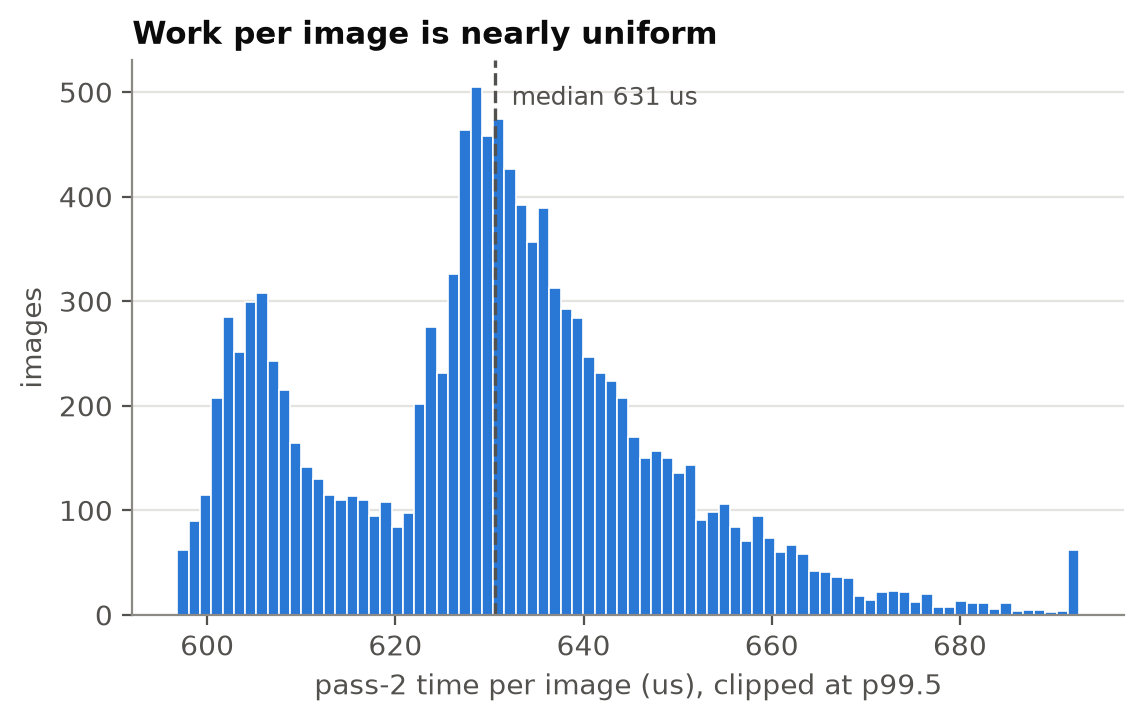 Work per image is nearly uniform
500
median 631 us
400
300
images
200
100
0
600 620 640 660 680
pass-2 time per image (us), clipped at p99.5